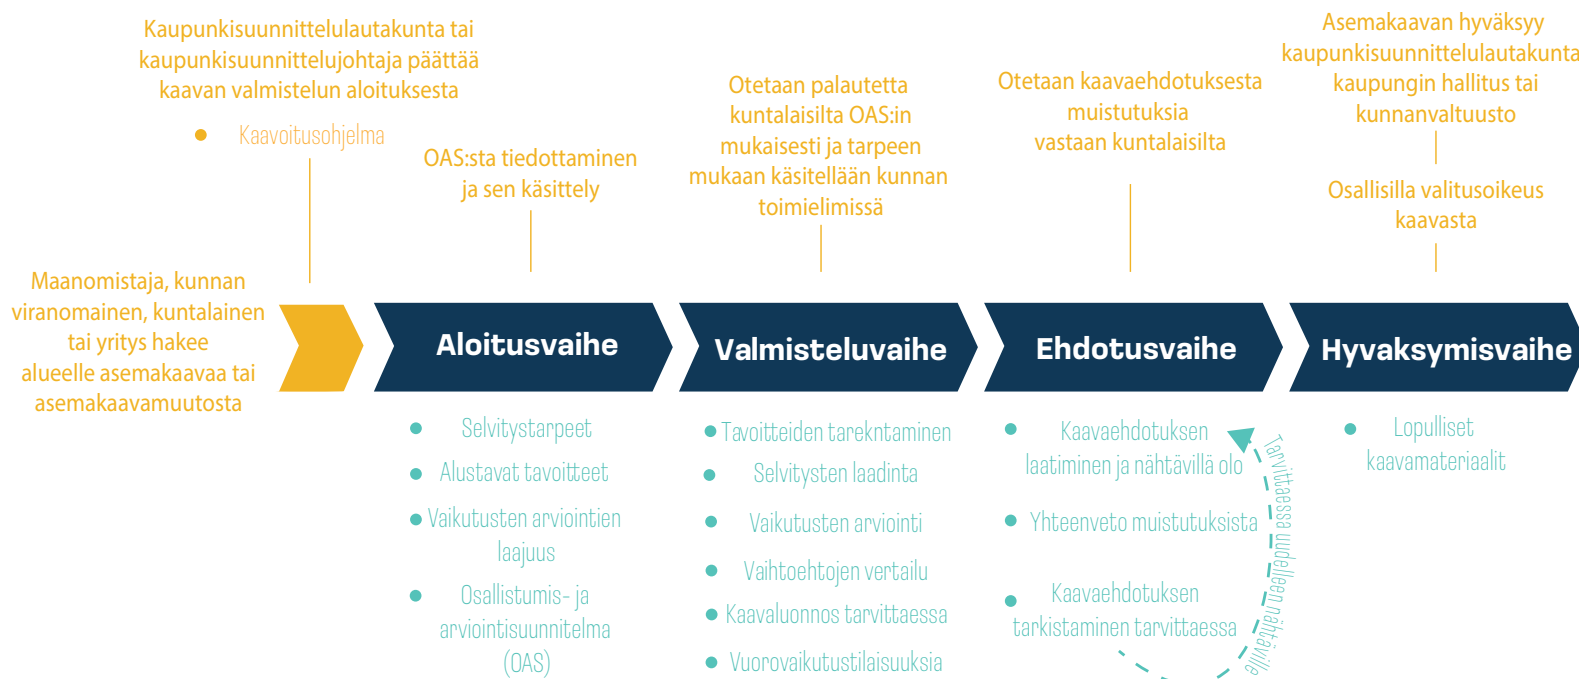 Kaupunkisuunnittelulautakunta tai
kaupunkisuunnittelujohtaja päättää
kaavan valmistelun aloituksesta
Kaavoitusohjelma
OAS:sta tiedottaminen
ja sen käsittely
Otetaan palautetta
kuntalaisilta OAS:in
mukaisesti ja tarpeen
mukaan käsitellään kunnan
toimielimissä
Otetaan kaavaehdotuksesta
muistutuksia
vastaan kuntalaisilta
Asemakaavan hyväksyy
kaupunkisuunnittelulautakunta
kaupungin hallitus tai
kunnanvaltuusto
Osallisilla valitusoikeus
kaavasta
Maanomistaja, kunnan
viranomainen, kuntalainen
tai yritys hakee
alueelle asemakaavaa tai
asemakaavamuutosta
Aloitusvaihe
Selvitystarpeet
Alustavat tavoitteet
Vaikutusten arviointien
laajuus
Osallistumis- ja
arviointisuunnitelma
(OAS)
Valmisteluvaihe
Tavoitteiden tarekntaminen
Selvitysten laadinta
Vaikutusten arviointi
Vaihtoehtojen vertailu
Kaavaluonnos tarvittaessa
Vuorovaikutustilaisuuksia
Ehdotusvaihe
Kaavaehdotuksen
laatiminen ja nähtävillä olo
Yhteenveto muistutuksista
Kaavaehdotuksen
tarkistaminen tarvittaessa
Tarvittaessa uudelleen nähtäville
Hyvaksymisvaihe
Lopulliset
kaavamateriaalit